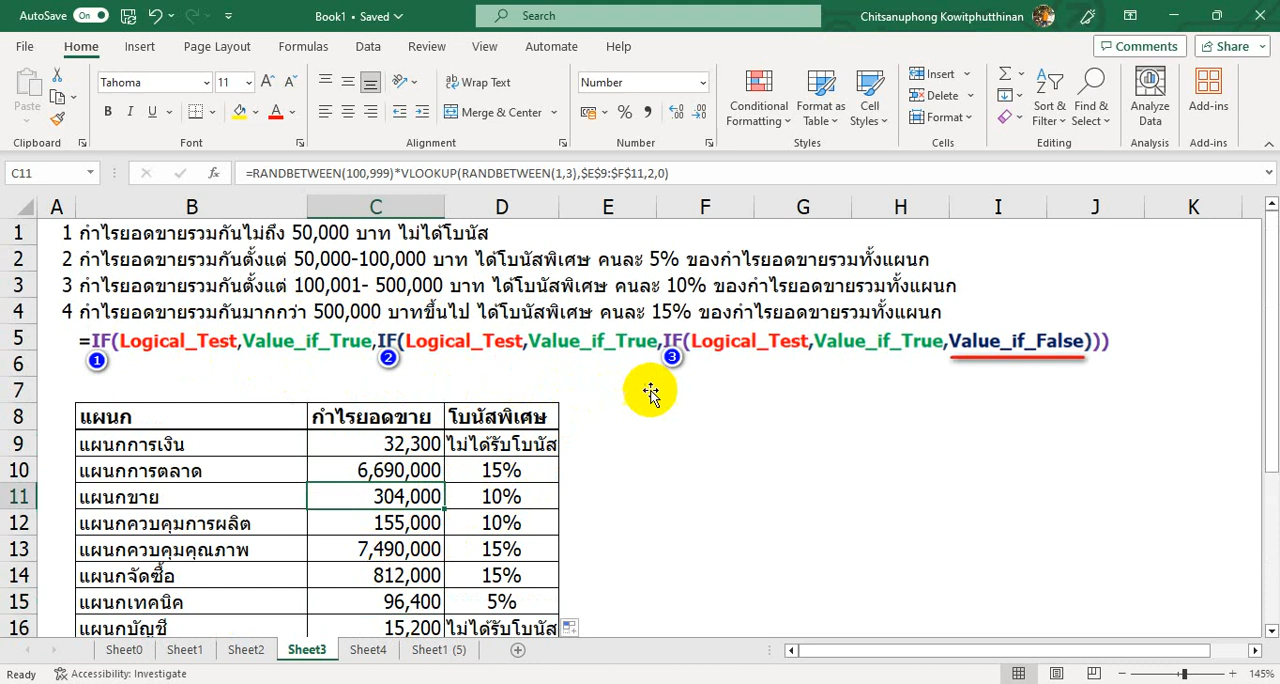 AutoSave On Book1 • Saved Search Chitsanuphong Kowitphutthinan
File Home Insert Page Layout Formulas Data Review View Automate Help Comments Share
Tahoma 11 Wrap Text Number Insert
Paste B I U Merge & Center Conditional Formatting Format as Table Cell Styles Delete Format Sort & Filter Find & Select Analyze Data Add-ins
Clipboard Font Alignment Number Styles Cells Editing Analysis Add-ins
C11 fx =RANDBETWEEN(100,999)*VLOOKUP(RANDBETWEEN(1,3),$E$9:$F$11,2,0)
A B C D E F G H I J K
1 1 กำไรยอดขายรวมกันไม่ถึง 50,000 บาท ไม่ได้โบนัส
2 2 กำไรยอดขายรวมกันตั้งแต่ 50,000-100,000 บาท ได้โบนัสพิเศษ คนละ 5% ของกำไรยอดขายรวมทั้งแผนก
3 3 กำไรยอดขายรวมกันตั้งแต่ 100,001- 500,000 บาท ได้โบนัสพิเศษ คนละ 10% ของกำไรยอดขายรวมทั้งแผนก
4 4 กำไรยอดขายรวมกันมากกว่า 500,000 บาทขึ้นไป ได้โบนัสพิเศษ คนละ 15% ของกำไรยอดขายรวมทั้งแผนก
5 =IF(Logical_Test,Value_if_True,IF(Logical_Test,Value_if_True,IF(Logical_Test,Value_if_True,Value_if_False)))
6 1 2 3
7
8 แผนก กำไรยอดขาย โบนัสพิเศษ
9 แผนกการเงิน 32,300 ไม่ได้รับโบนัส
10 แผนกการตลาด 6,690,000 15%
11 แผนกขาย 304,000 10%
12 แผนกควบคุมการผลิต 155,000 10%
13 แผนกควบคุมคุณภาพ 7,490,000 15%
14 แผนกจัดซื้อ 812,000 15%
15 แผนกเทคนิค 96,400 5%
16 แผนกบัญชี 15,200 ไม่ได้รับโบนัส
Sheet0 Sheet1 Sheet2 Sheet3 Sheet4 Sheet1 (5)
Ready Accessibility: Investigate 145%